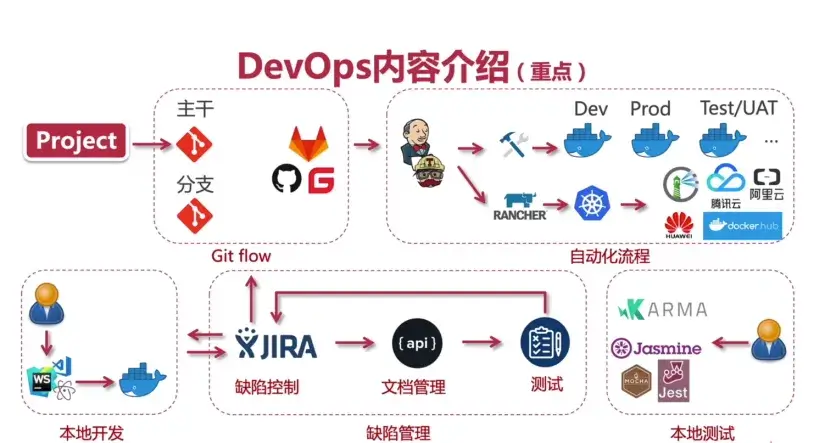 DevOps内容介绍（重点）
Project
主干
分支
Git flow
Dev Prod Test/UAT
...
RANCHER
腾讯云
阿里云
HUAWEI
docker hub
自动化流程
WS
本地开发
JIRA
缺陷控制
{api}
文档管理
测试
缺陷管理
KARMA
Jasmine
MOCHA
Jest
本地测试